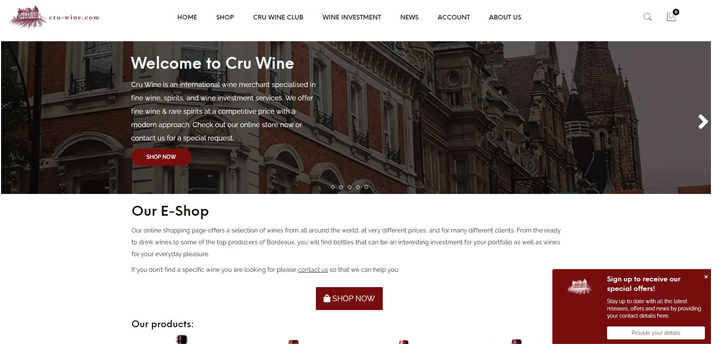 cru-wine.com
HOME SHOP CRU WINE CLUB WINE INVESTMENT NEWS ACCOUNT ABOUT US
0
Welcome to Cru Wine
Cru Wine is an international wine merchant specialised in
fine wine, spirits, and wine investment services. We offer
fine wine & rare spirits at a competitive price with a
modern approach. Check out our online store now or
contact us for a special request.
SHOP NOW
Our E-Shop
Our online shopping page offers a selection of wines from all around the world, at very different prices, and for many different clients. From the ready
to drink wines to some of the top producers of Bordeaux, you will find bottles that can be an interesting investment for your portfolio as well as wines
for your everyday pleasure.
If you don't find a specific wine you are looking for please contact us so that we can help you.
SHOP NOW
Our products:
Sign up to receive our
special offers!
Stay up to date with all the latest
releases, offers and news by providing
your contact details here.
Provide your details